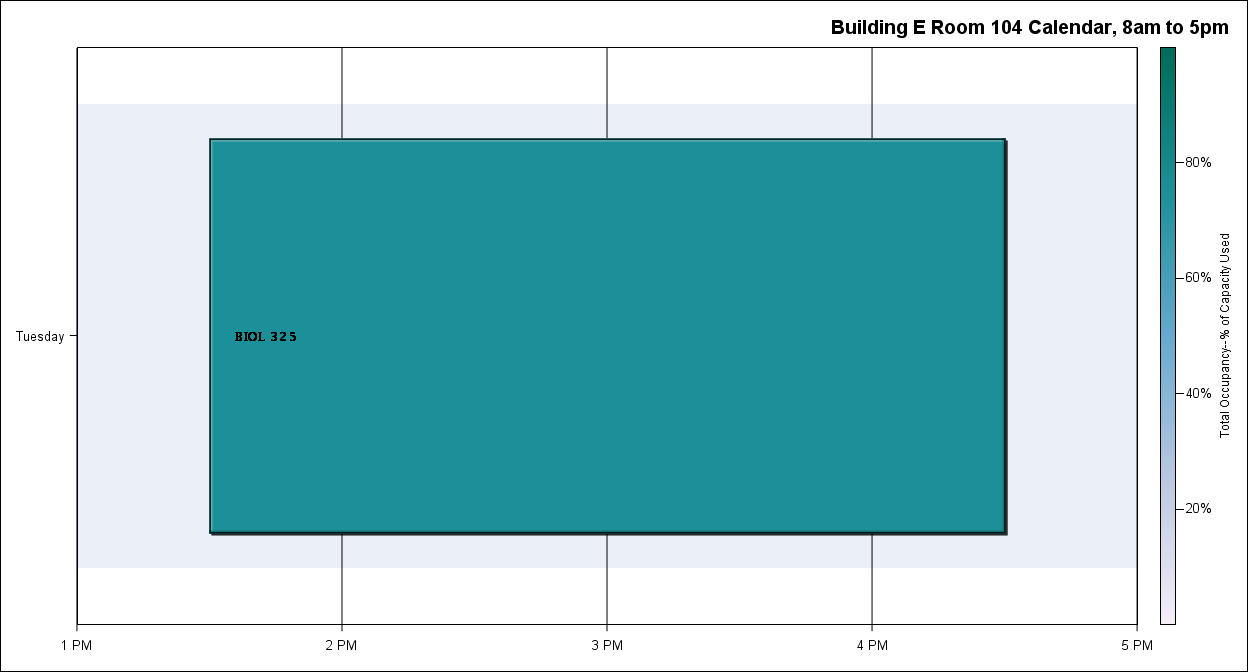 Building E Room 104 Calendar, 8am to 5pm
80%
60%
40%
20%
Total Occupancy--% of Capacity Used
Tuesday
BIOL 325
1 PM
2 PM
3 PM
4 PM
5 PM